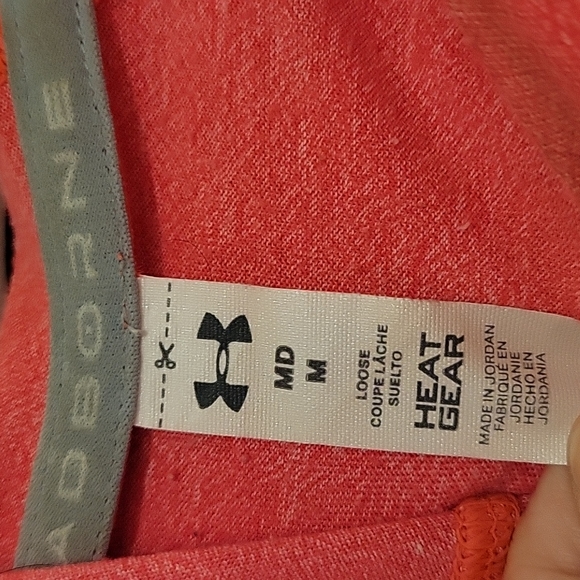 ADBORNE
MD
M
LOOSE
COUPE LÂCHE
SUELTO
HEAT
GEAR
MADE IN JORDAN
FABRIQUÉ EN
JORDANIE
HECHO EN
JORDANIA